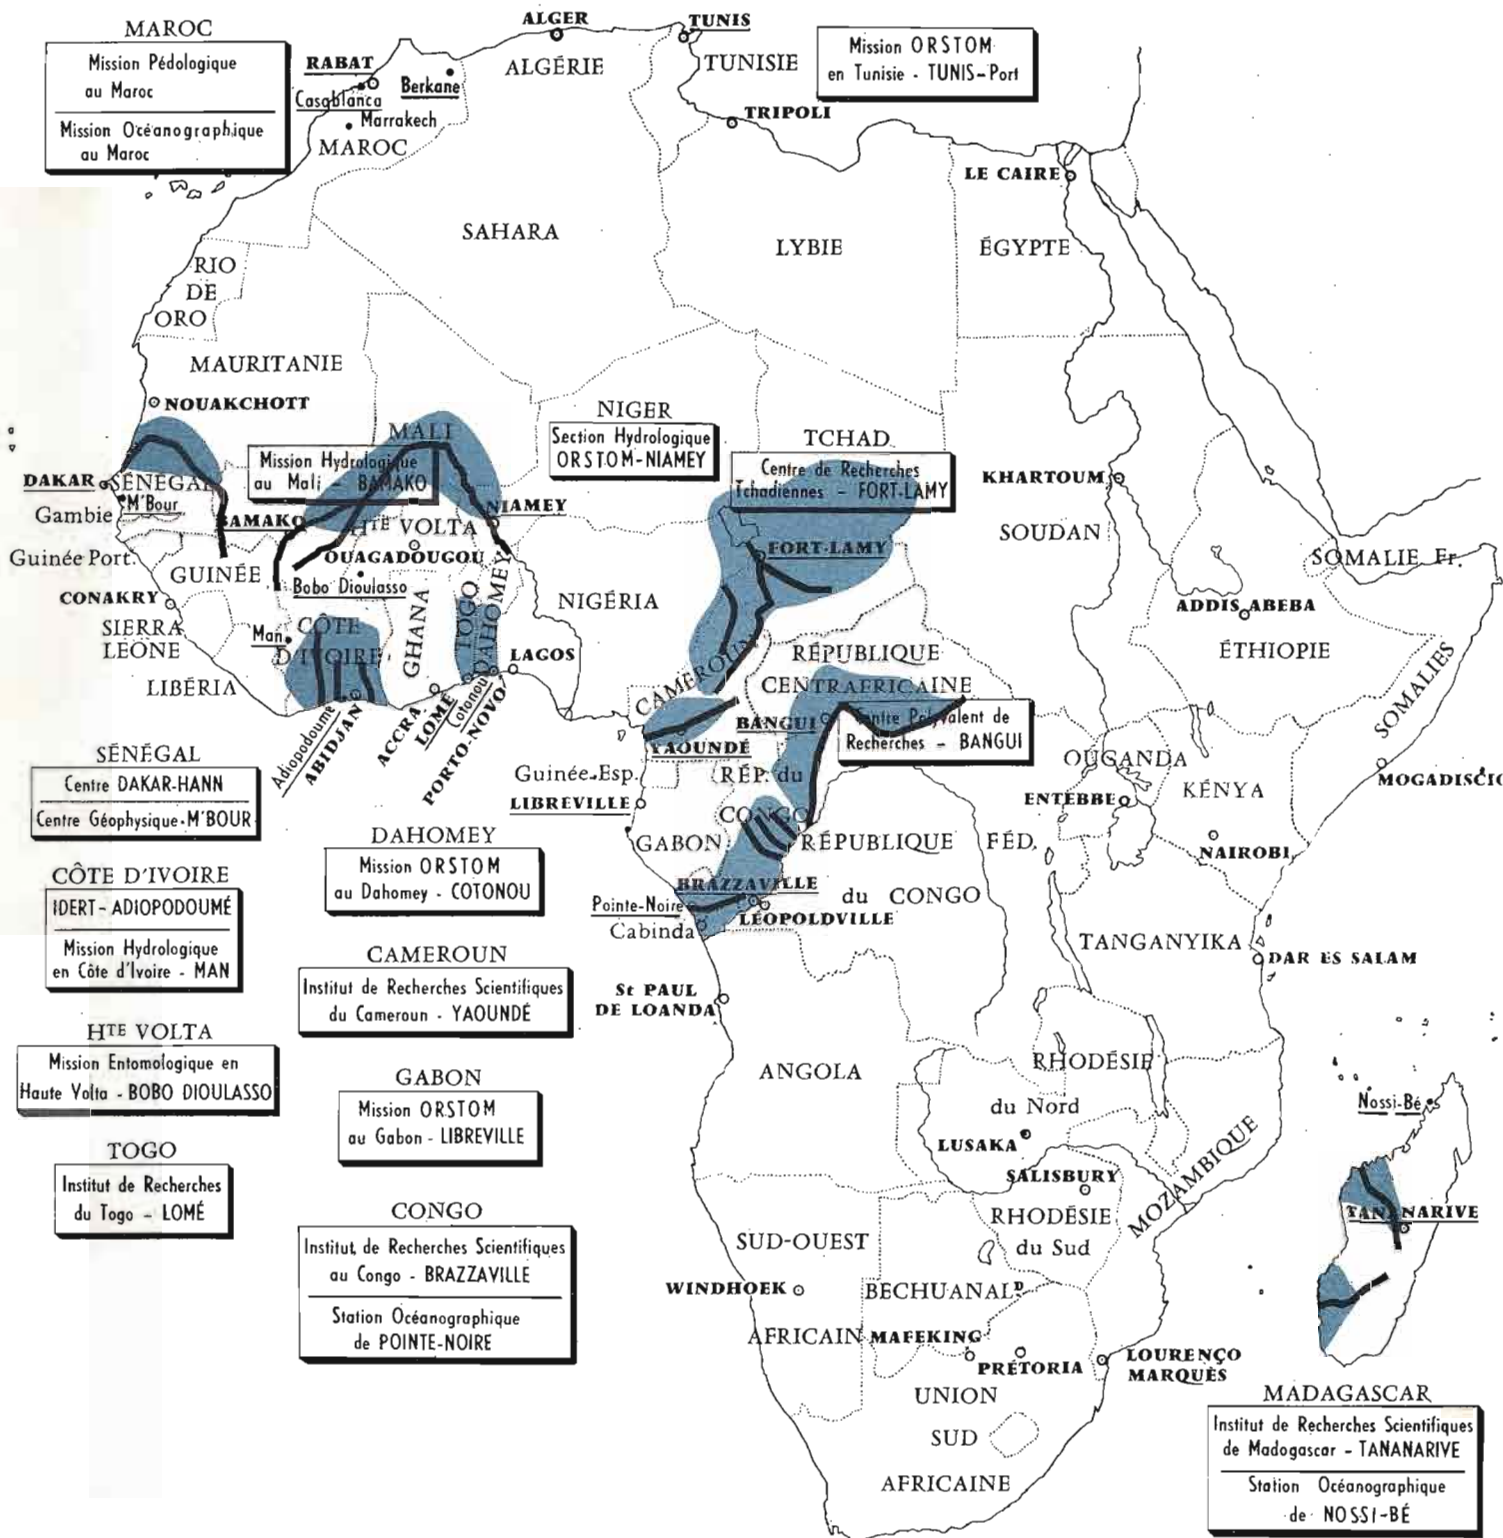 MAROC
Mission Pédologique
au Maroc
Mission Océanographique
au Maroc
ALGER
TUNIS
RABAT
Casablanca
Berkane
Marrakech
MAROC
ALGÉRIE
TUNISIE
Mission ORSTOM
en Tunisie - TUNIS-Port
TRIPOLI
LE CAIRE
SAHARA
LYBIE
ÉGYPTE
RIO
DE
ORO
MAURITANIE
NOUAKCHOTT
MALI
Mission Hydrologique
au Mali - BAMAKO
NIGER
Section Hydrologique
ORSTOM-NIAMEY
TCHAD
Centre de Recherches
Tchadiennes - FORT-LAMY
DAKAR
SÉNÉGAL
M'Bour
Gambie
Guinée Port.
BAMAKO
NIAMEY
HTE VOLTA
OUAGADOUGOU
Bobo Dioulasso
GUINÉE
CONAKRY
SIERRA
LÉONE
LIBÉRIA
Man
CÔTE
D'IVOIRE
GHANA
TOGO
DAHOMEY
NIGÉRIA
LAGOS
Adiopodoume
ABIDJAN
ACCRA
LOMÉ
Cotonou
PORTO-NOVO
FORT-LAMY
KHARTOUM
SOUDAN
SOMALIE Fr.
ADDIS ABEBA
ÉTHIOPIE
SOMALIES
MOGADISCIO
CAMEROUN
RÉPUBLIQUE
CENTRAFRICAINE
BANGUI
Centre Polyvalent de
Recherches - BANGUI
YAOUNDÉ
Guinée-Esp.
LIBREVILLE
RÉP. du
CONGO
GABON
RÉPUBLIQUE FÉD.
du CONGO
BRAZZAVILLE
Pointe-Noire
LÉOPOLDVILLE
Cabinda
OUGANDA
ENTEBBE
KÉNYA
NAIROBI
TANGANYIKA
DAR ES SALAM
St PAUL
DE LOANDA
ANGOLA
RHODÉSIE
du Nord
LUSAKA
SALISBURY
RHODÉSIE
du Sud
MOZAMBIQUE
SUD-OUEST
AFRICAIN
WINDHOEK
BECHUANALD
MAFEKING
PRÉTORIA
LOURENÇO
MARQUÈS
UNION
SUD
AFRICAINE
Nossi-Bé
TANANARIVE
SÉNÉGAL
Centre DAKAR-HANN
Centre Géophysique-M'BOUR
CÔTE D'IVOIRE
IDERT-ADIOPODOUMÉ
Mission Hydrologique
en Côte d'Ivoire - MAN
HTE VOLTA
Mission Entomologique en
Haute Volta - BOBO DIOULASSO
TOGO
Institut de Recherches
du Togo - LOMÉ
DAHOMEY
Mission ORSTOM
au Dahomey - COTONOU
CAMEROUN
Institut de Recherches Scientifiques
du Cameroun - YAOUNDÉ
GABON
Mission ORSTOM
au Gabon - LIBREVILLE
CONGO
Institut de Recherches Scientifiques
au Congo - BRAZZAVILLE
Station Océanographique
de POINTE-NOIRE
MADAGASCAR
Institut de Recherches Scientifiques
de Madagascar - TANANARIVE
Station Océanographique
de NOSSI-BÉ